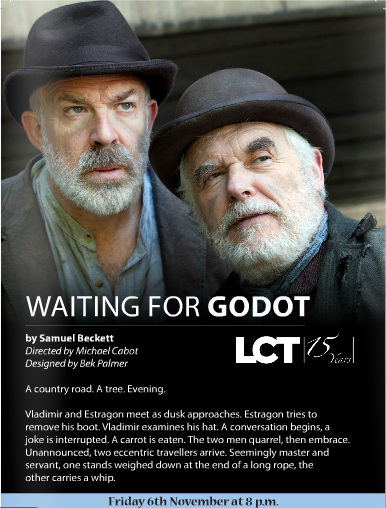 WAITING FOR GODOT
by Samuel Beckett
Directed by Michael Cabot
Designed by Bek Palmer
LCT 15 Years
A country road. A tree. Evening.
Vladimir and Estragon meet as dusk approaches. Estragon tries to
remove his boot. Vladimir examines his hat. A conversation begins, a
joke is interrupted. A carrot is eaten. The two men quarrel, then embrace.
Unannounced, two eccentric travellers arrive. Seemingly master and
servant, one stands weighed down at the end of a long rope, the
other carries a whip.
Friday 6th November at 8 p.m.